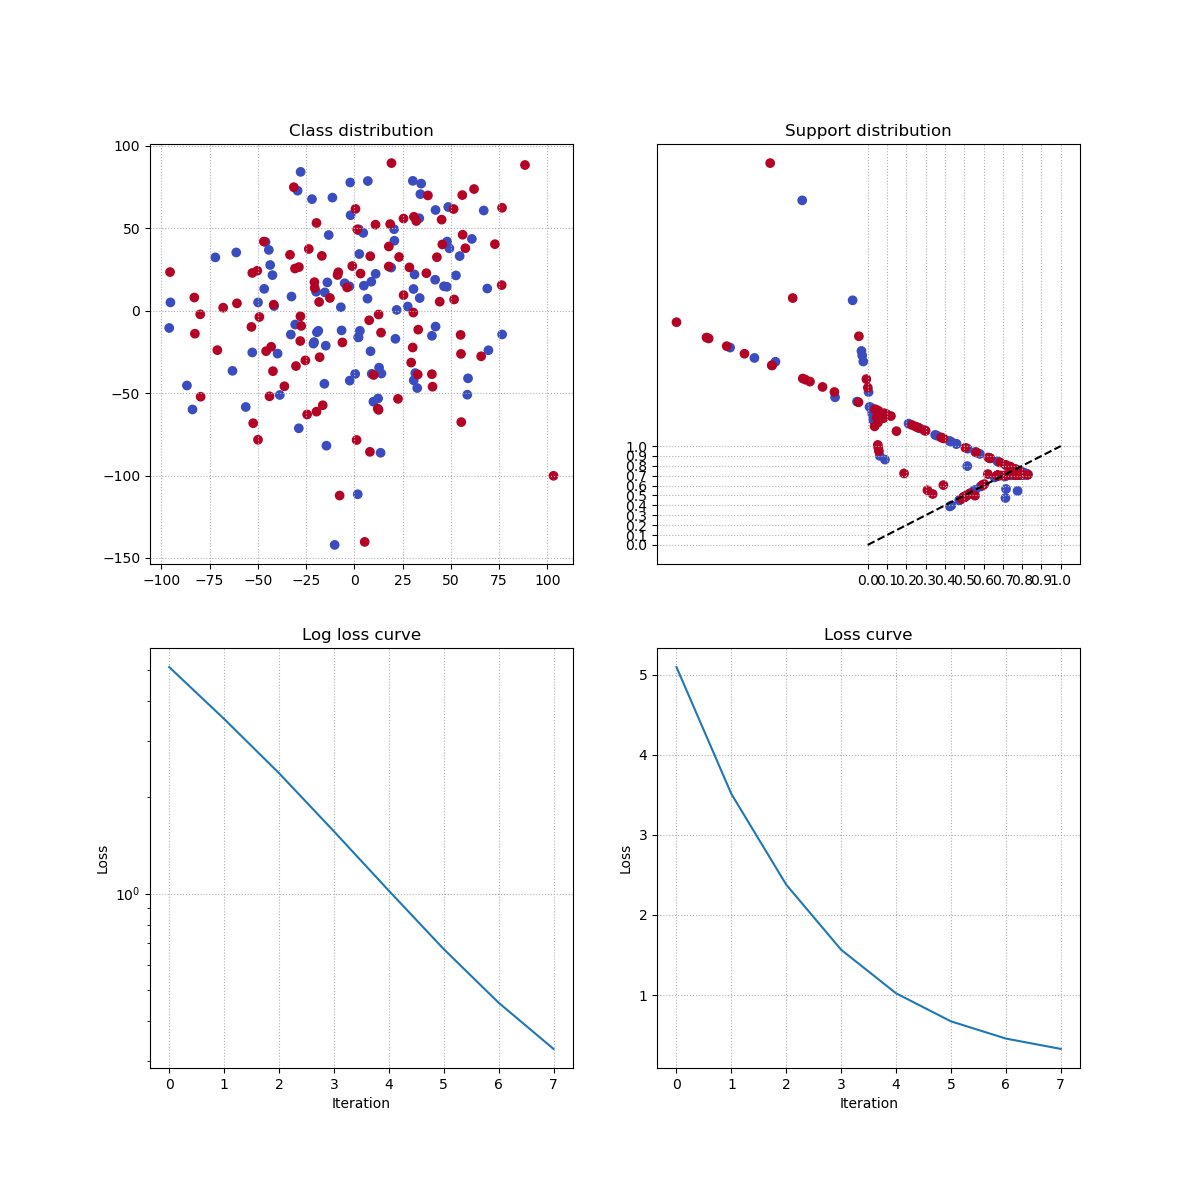 Class distribution
100
50
0
−50
−100
−150
−100 −75 −50 −25 0 25 50 75 100
Support distribution
1.0
0.9
0.8
0.7
0.6
0.5
0.4
0.3
0.2
0.1
0.0
0.0 0.1 0.2 0.3 0.4 0.5 0.6 0.7 0.8 0.9 1.0
Log loss curve
Loss
10⁰
0 1 2 3 4 5 6 7
Iteration
Loss curve
Loss
5
4
3
2
1
0 1 2 3 4 5 6 7
Iteration